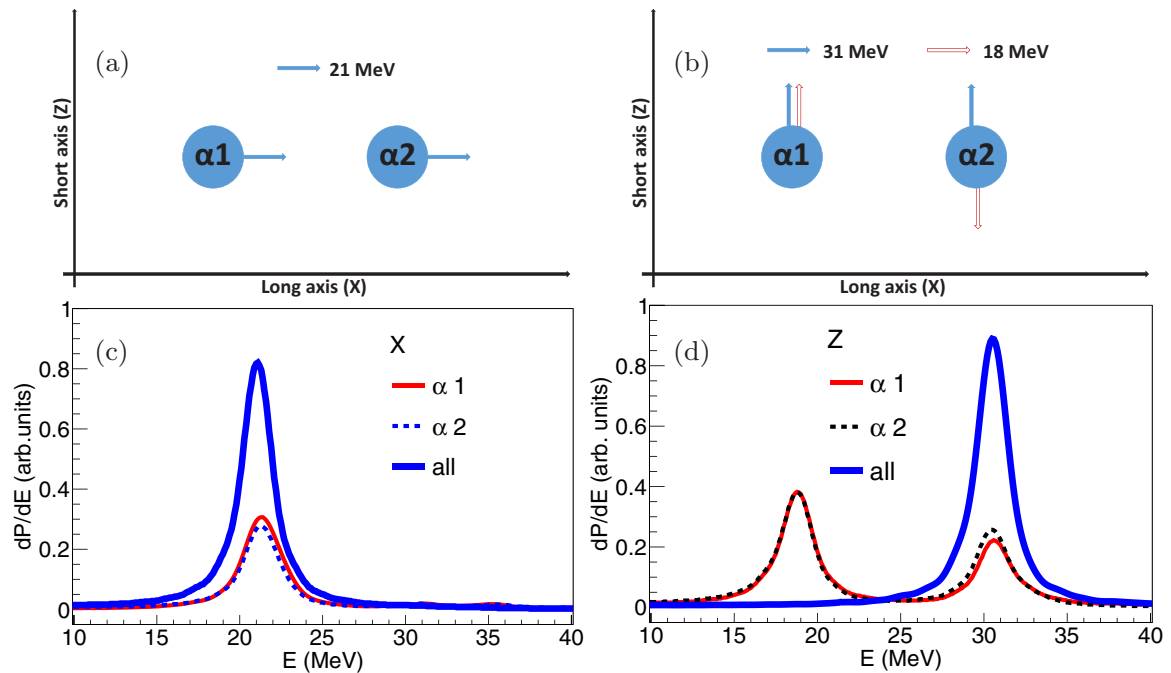 (a)
21 MeV
α1
α2
Short axis (Z)
Long axis (X)
(b)
31 MeV
18 MeV
α1
α2
Short axis (Z)
Long axis (X)
(c)
X
α 1
α 2
all
dP/dE (arb. units)
1
0.8
0.6
0.4
0.2
0
10 15 20 25 30 35 40
E (MeV)
(d)
Z
α 1
α 2
all
dP/dE (arb. units)
1
0.8
0.6
0.4
0.2
0
10 15 20 25 30 35 40
E (MeV)